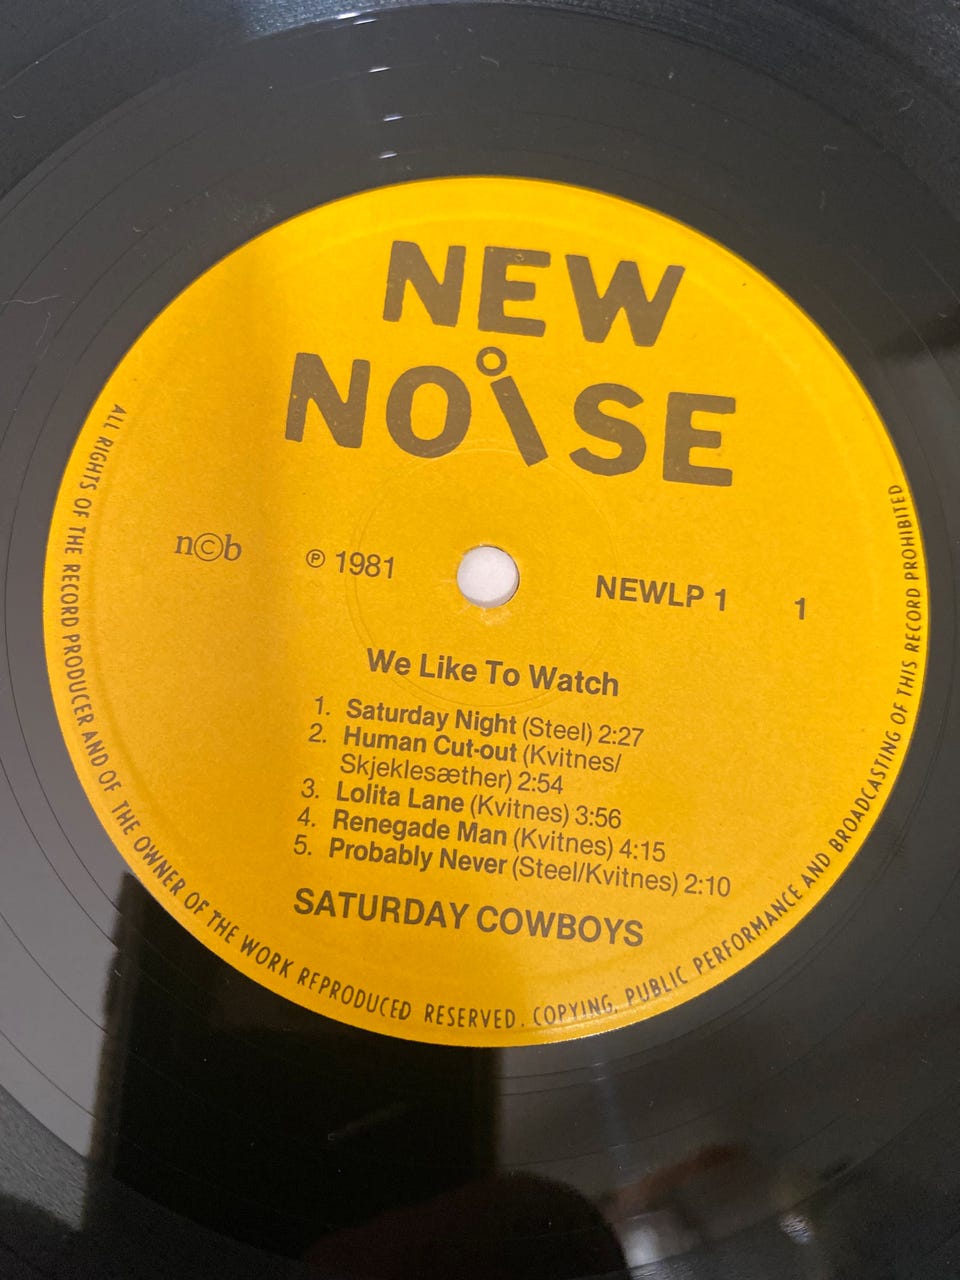 NEW
NOISE
n©b
℗ 1981
NEWLP 1
1
We Like To Watch
1. Saturday Night (Steel) 2:27
2. Human Cut-out (Kvitnes/
Skjeklesæther) 2:54
3. Lolita Lane (Kvitnes) 3:56
4. Renegade Man (Kvitnes) 4:15
5. Probably Never (Steel/Kvitnes) 2:10
SATURDAY COWBOYS
ALL RIGHTS OF THE RECORD PRODUCER AND OF THE OWNER OF THE WORK REPRODUCED RESERVED. COPYING, PUBLIC PERFORMANCE AND BROADCASTING OF THIS RECORD PROHIBITED